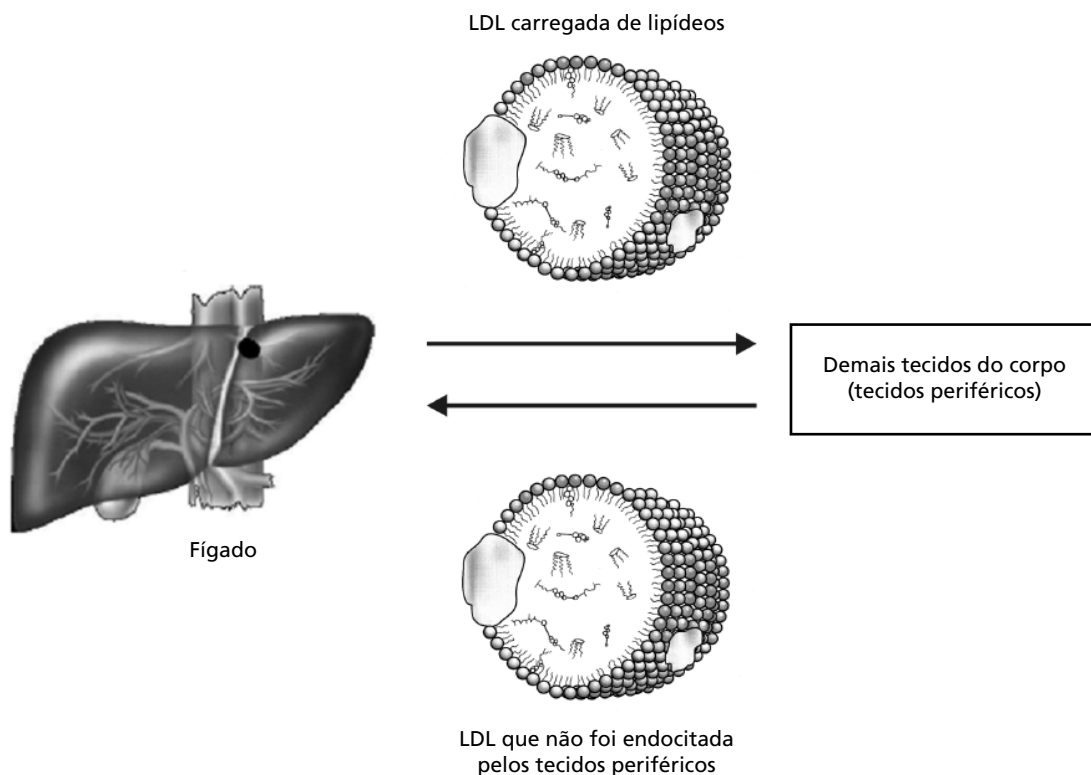 LDL carregada de lipídeos
Demais tecidos do corpo
(tecidos periféricos)
Fígado
LDL que não foi endocitada
pelos tecidos periféricos